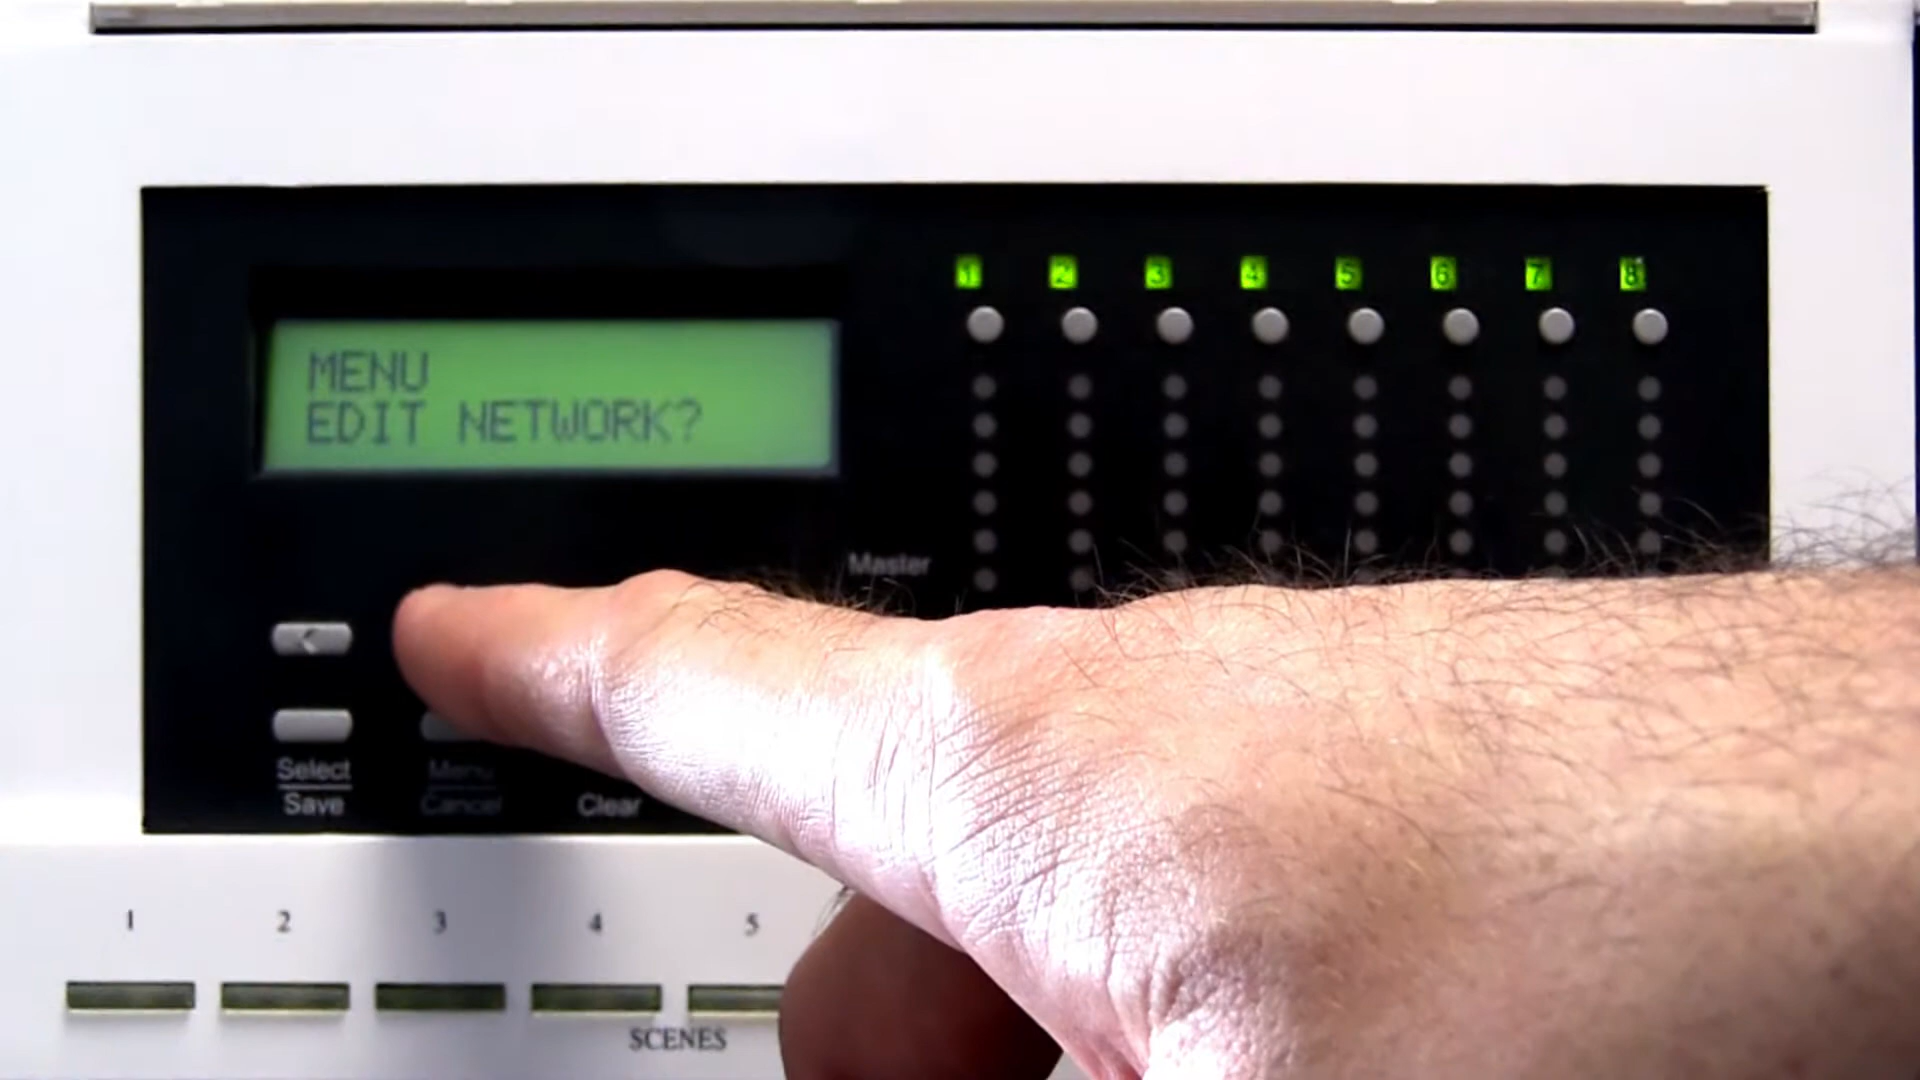 MENU
EDIT NETWORK?
1 2 3 4 5 6 7 8
Master
<
Select
Save
Menu
Cancel
Clear
1 2 3 4 5
SCENES